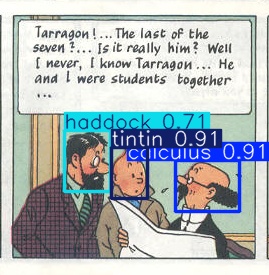 Tarragon!... The last of the
seven?... Is it really him? Well
I never, I know Tarragon... He
and I were students together
...
haddock 0.71
tintin 0.91
calculus 0.91